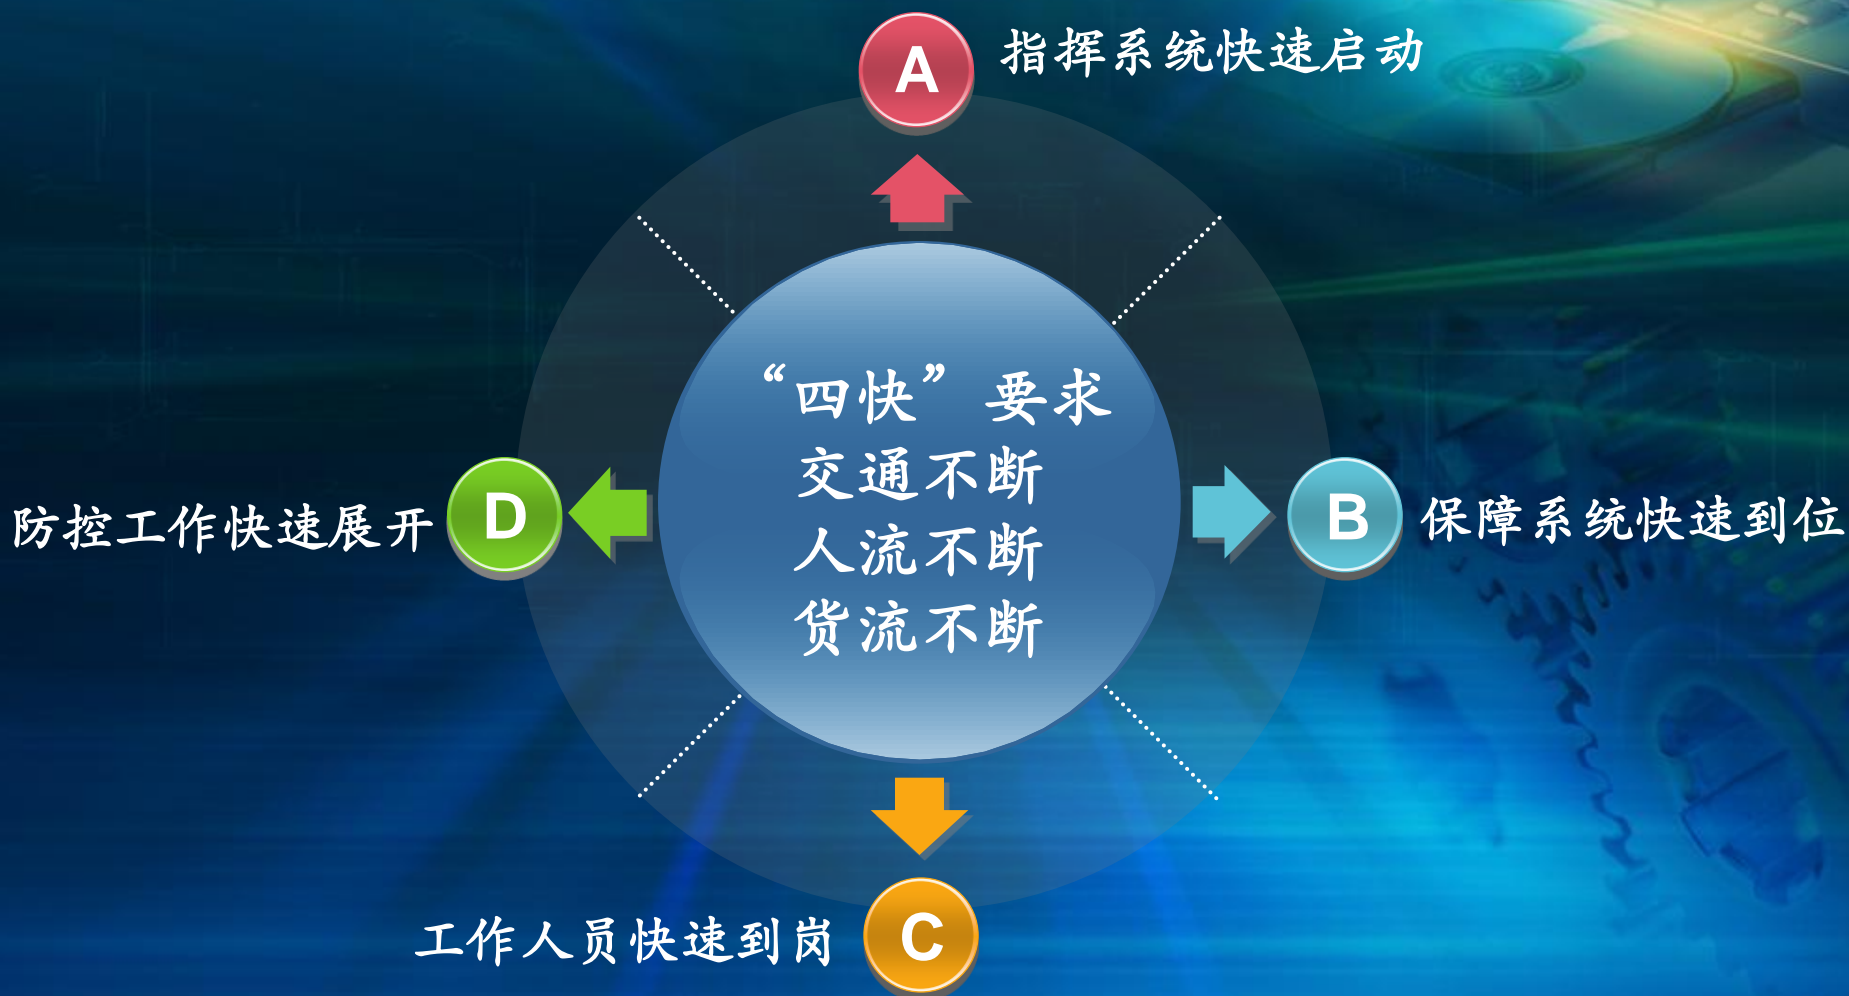 A
指挥系统快速启动
“四快”要求
交通不断
人流不断
货流不断
防控工作快速展开
D
B
保障系统快速到位
工作人员快速到岗
C